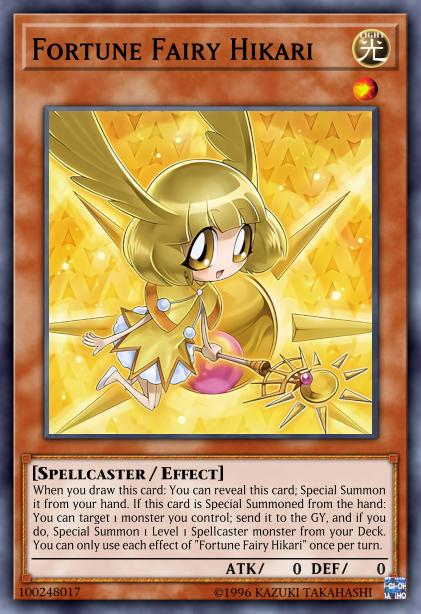 FORTUNE FAIRY HIKARI
LIGHT
光
[SPELLCASTER / EFFECT]
When you draw this card: You can reveal this card; Special Summon
it from your hand. If this card is Special Summoned from the hand:
You can target 1 monster you control; send it to the GY, and if you
do, Special Summon 1 Level 1 Spellcaster monster from your Deck.
You can only use each effect of "Fortune Fairy Hikari" once per turn.
ATK/ 0 DEF/ 0
100248017 ©1996 KAZUKI TAKAHASHI